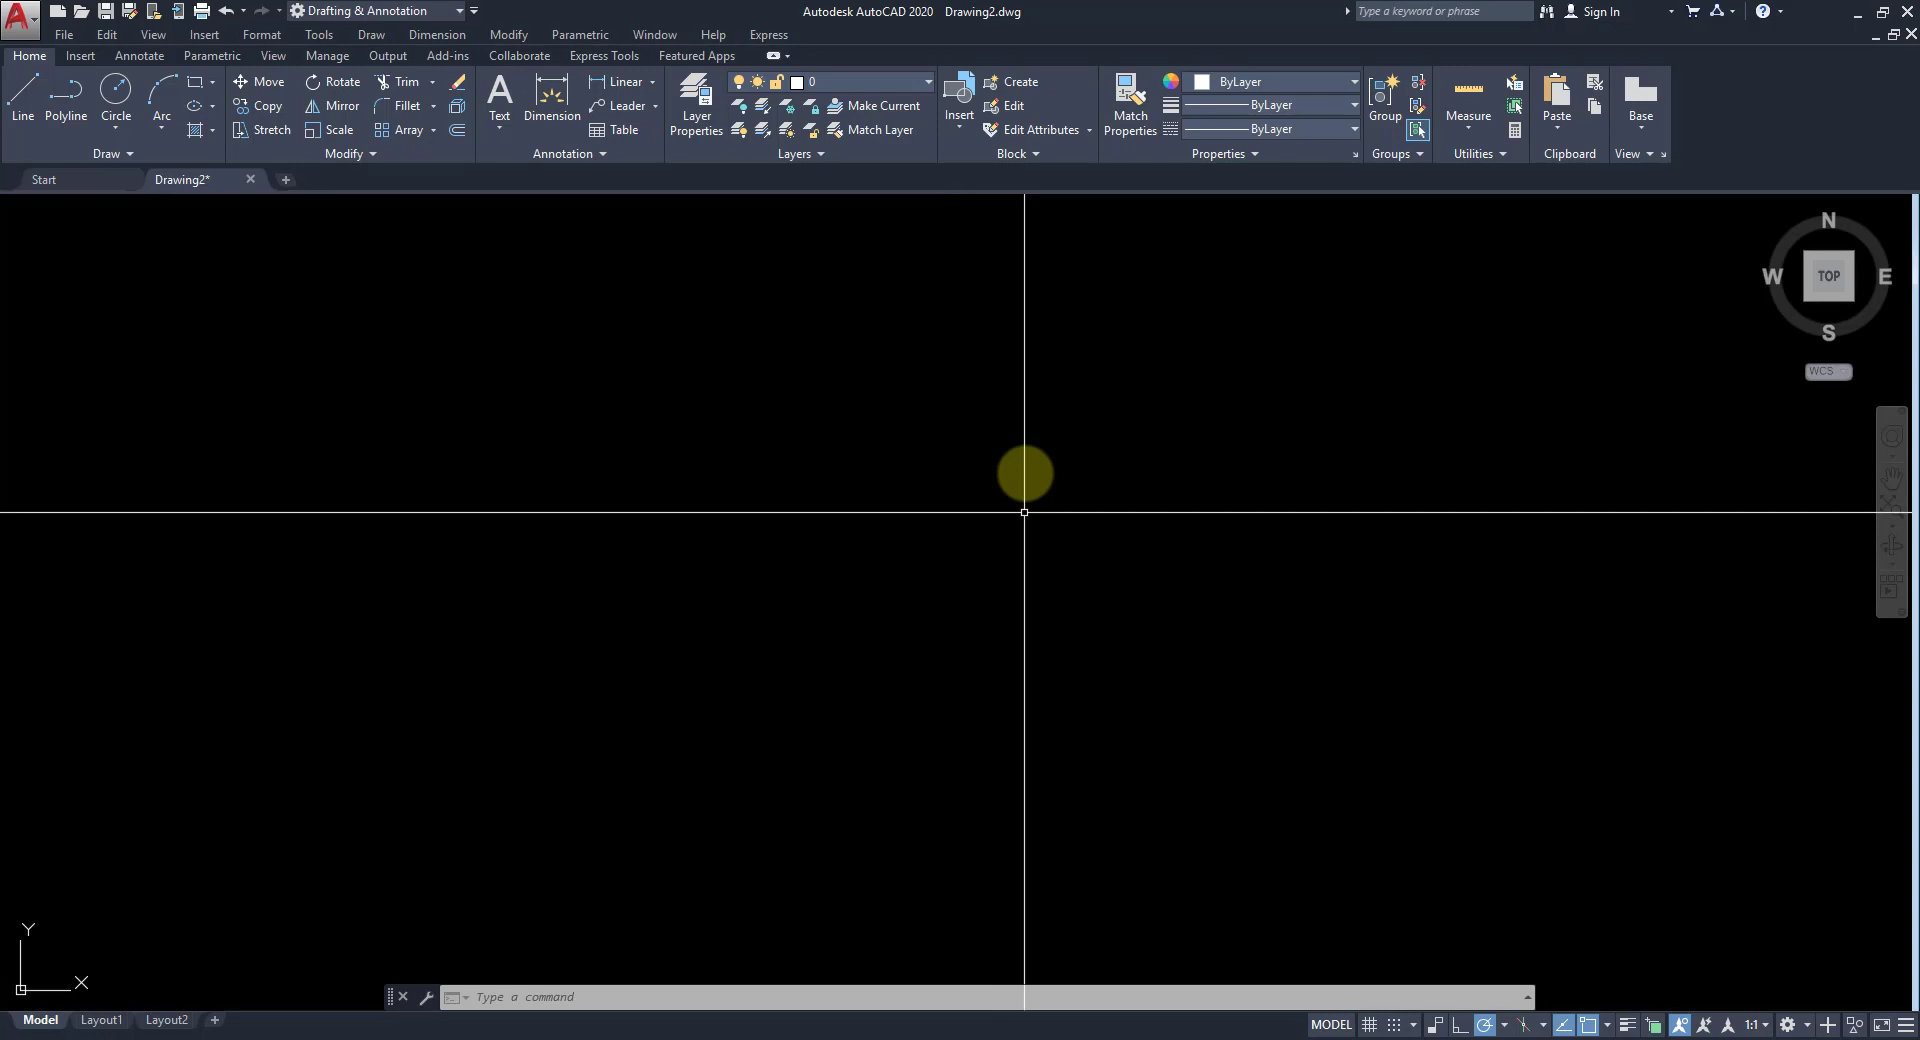 Drafting & Annotation
Autodesk AutoCAD 2020 Drawing2.dwg
Type a keyword or phrase
Sign In
File Edit View Insert Format Tools Draw Dimension Modify Parametric Window Help Express
Home Insert Annotate Parametric View Manage Output Add-ins Collaborate Express Tools Featured Apps
Line Polyline Circle Arc
Draw
Move Rotate Trim
Copy Mirror Fillet
Stretch Scale Array
Modify
Text Dimension
Linear
Leader
Table
Annotation
Layer Properties
0
Make Current
Match Layer
Layers
Insert
Create
Edit
Edit Attributes
Block
Match Properties
ByLayer
ByLayer
ByLayer
Properties
Group
Groups
Measure
Utilities
Paste
Clipboard
Base
View
Start Drawing2*
N
W TOP E
S
WCS
Y
X
Type a command
Model Layout1 Layout2
MODEL 1:1